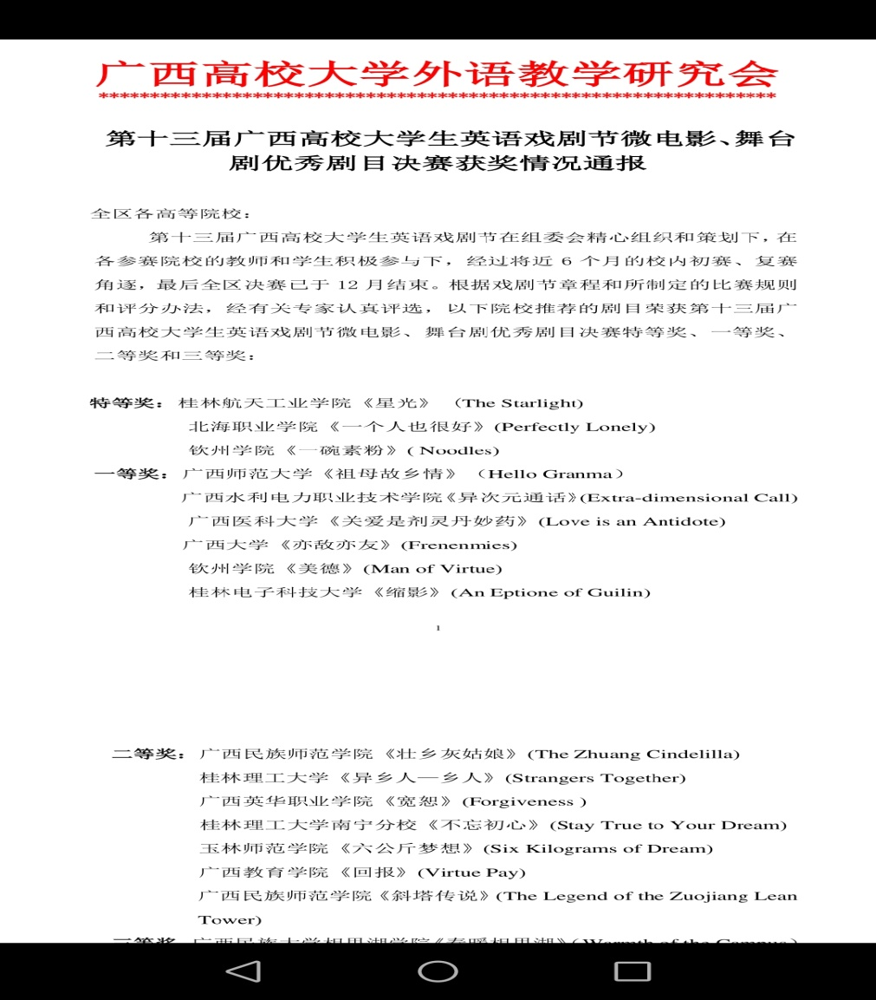 广西高校大学外语教学研究会
******************************************************************
第十三届广西高校大学生英语戏剧节微电影、舞台
剧优秀剧目决赛获奖情况通报
全区各高等院校：
第十三届广西高校大学生英语戏剧节在组委会精心组织和策划下，在
各参赛院校的教师和学生积极参与下，经过将近 6 个月的校内初赛、复赛
角逐，最后全区决赛已于 12 月结束。根据戏剧节章程和所制定的比赛规则
和评分办法，经有关专家认真评选，以下院校推荐的剧目荣获第十三届广
西高校大学生英语戏剧节微电影、舞台剧优秀剧目决赛特等奖、一等奖、
二等奖和三等奖：
特等奖：桂林航天工业学院《星光》 （The Starlight)
北海职业学院《一个人也很好》(Perfectly Lonely)
钦州学院《一碗素粉》( Noodles)
一等奖：广西师范大学《祖母故乡情》 （Hello Granma）
广西水利电力职业技术学院《异次元通话》(Extra-dimensional Call)
广西医科大学《关爱是剂灵丹妙药》(Love is an Antidote)
广西大学《亦敌亦友》(Frenenmies)
钦州学院《美德》(Man of Virtue)
桂林电子科技大学《缩影》(An Eptione of Guilin)
1
二等奖：广西民族师范学院《壮乡灰姑娘》(The Zhuang Cindelilla)
桂林理工大学《异乡人—乡人》(Strangers Together)
广西英华职业学院《宽恕》(Forgiveness )
桂林理工大学南宁分校《不忘初心》(Stay True to Your Dream)
玉林师范学院《六公斤梦想》(Six Kilograms of Dream)
广西教育学院《回报》(Virtue Pay)
广西民族师范学院《斜塔传说》(The Legend of the Zuojiang Lean
Tower)
三等奖 广西民族大学相思湖学院《春暖相思湖》( Warmth of the Campus )